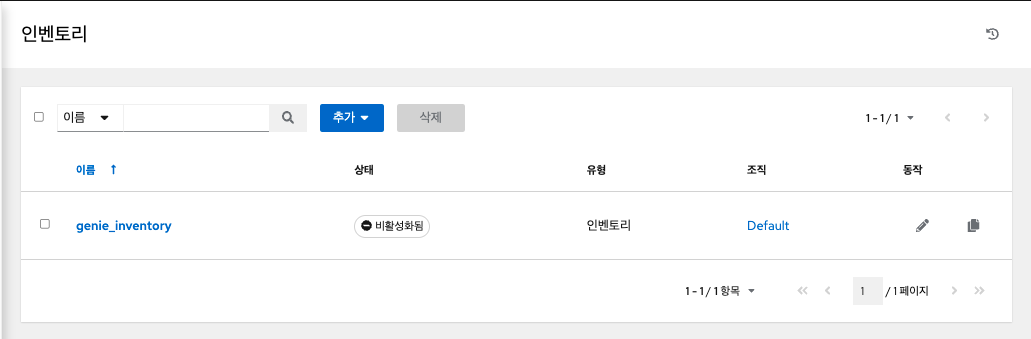 인벤토리
이름 추가 삭제 1 - 1 / 1
이름 상태 유형 조직 동작
genie_inventory 비활성화됨 인벤토리 Default
1 - 1 / 1 항목 1 / 1 페이지